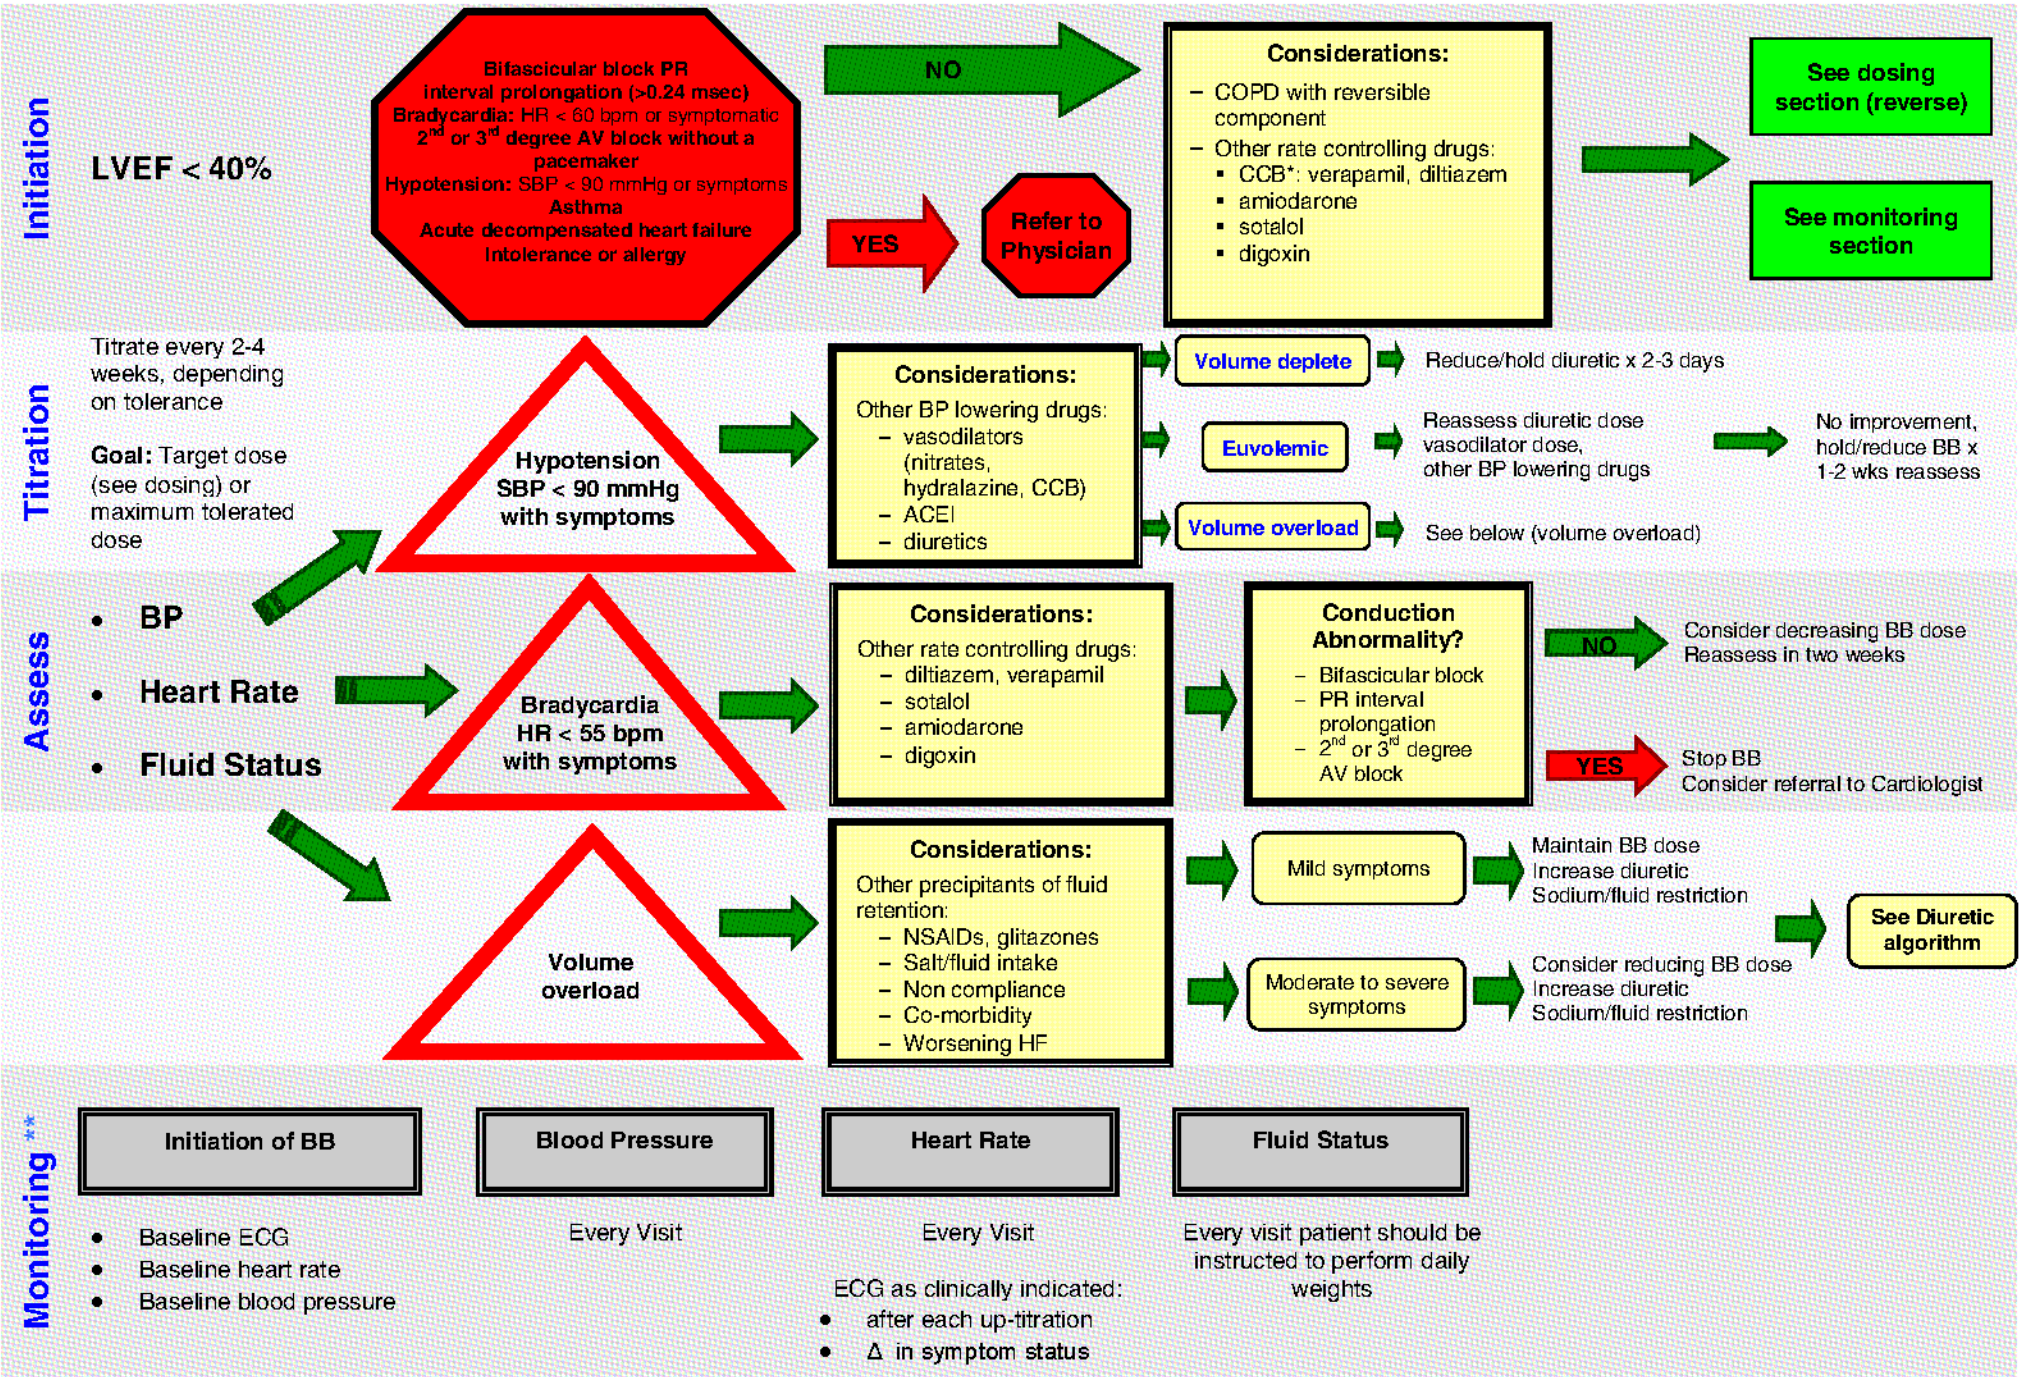 Initiation
LVEF < 40%
Bifascicular block PR
interval prolongation (>0.24 msec)
Bradycardia: HR < 60 bpm or symptomatic
2nd or 3rd degree AV block without a
pacemaker
Hypotension: SBP < 90 mmHg or symptoms
Asthma
Acute decompensated heart failure
Intolerance or allergy
NO
YES
Refer to
Physician
Considerations:
– COPD with reversible
component
– Other rate controlling drugs:
▪ CCB*: verapamil, diltiazem
▪ amiodarone
▪ sotalol
▪ digoxin
See dosing
section (reverse)
See monitoring
section
Titration
Titrate every 2-4
weeks, depending
on tolerance
Goal: Target dose
(see dosing) or
maximum tolerated
dose
Hypotension
SBP < 90 mmHg
with symptoms
Considerations:
Other BP lowering drugs:
– vasodilators
(nitrates,
hydralazine, CCB)
– ACEI
– diuretics
Volume deplete
Reduce/hold diuretic x 2-3 days
Euvolemic
Reassess diuretic dose
vasodilator dose,
other BP lowering drugs
No improvement,
hold/reduce BB x
1-2 wks reassess
Volume overload
See below (volume overload)
Assess
• BP
• Heart Rate
• Fluid Status
Bradycardia
HR < 55 bpm
with symptoms
Considerations:
Other rate controlling drugs:
– diltiazem, verapamil
– sotalol
– amiodarone
– digoxin
Conduction
Abnormality?
– Bifascicular block
– PR interval
prolongation
– 2nd or 3rd degree
AV block
NO
Consider decreasing BB dose
Reassess in two weeks
YES
Stop BB
Consider referral to Cardiologist
Volume
overload
Considerations:
Other precipitants of fluid
retention:
– NSAIDs, glitazones
– Salt/fluid intake
– Non compliance
– Co-morbidity
– Worsening HF
Mild symptoms
Maintain BB dose
Increase diuretic
Sodium/fluid restriction
Moderate to severe
symptoms
Consider reducing BB dose
Increase diuretic
Sodium/fluid restriction
See Diuretic
algorithm
Monitoring **
Initiation of BB
• Baseline ECG
• Baseline heart rate
• Baseline blood pressure
Blood Pressure
Every Visit
Heart Rate
Every Visit
ECG as clinically indicated:
• after each up-titration
• Δ in symptom status
Fluid Status
Every visit patient should be
instructed to perform daily
weights